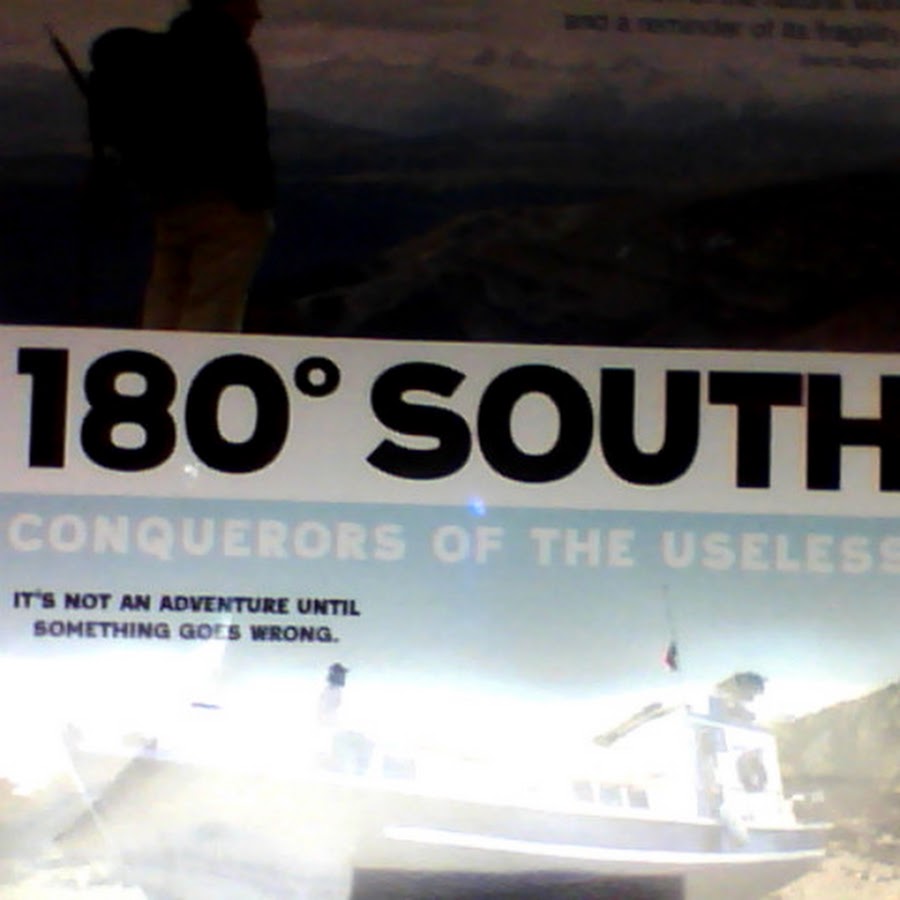 and a reminder of its fragility
180° SOUTH
CONQUERORS OF THE USELESS
IT'S NOT AN ADVENTURE UNTIL
SOMETHING GOES WRONG.